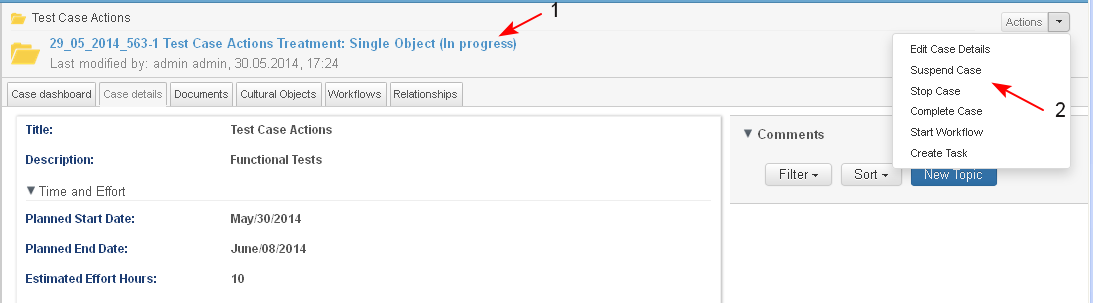 1
Test Case Actions
Actions
29_05_2014_563-1 Test Case Actions Treatment: Single Object (In progress)
Last modified by: admin admin, 30.05.2014, 17:24
Edit Case Details
Suspend Case
Stop Case
Complete Case
Start Workflow
Create Task
2
Case dashboard Case details Documents Cultural Objects Workflows Relationships
Title: Test Case Actions
Description: Functional Tests
Time and Effort
Planned Start Date: May/30/2014
Planned End Date: June/08/2014
Estimated Effort Hours: 10
Comments
Filter Sort New Topic